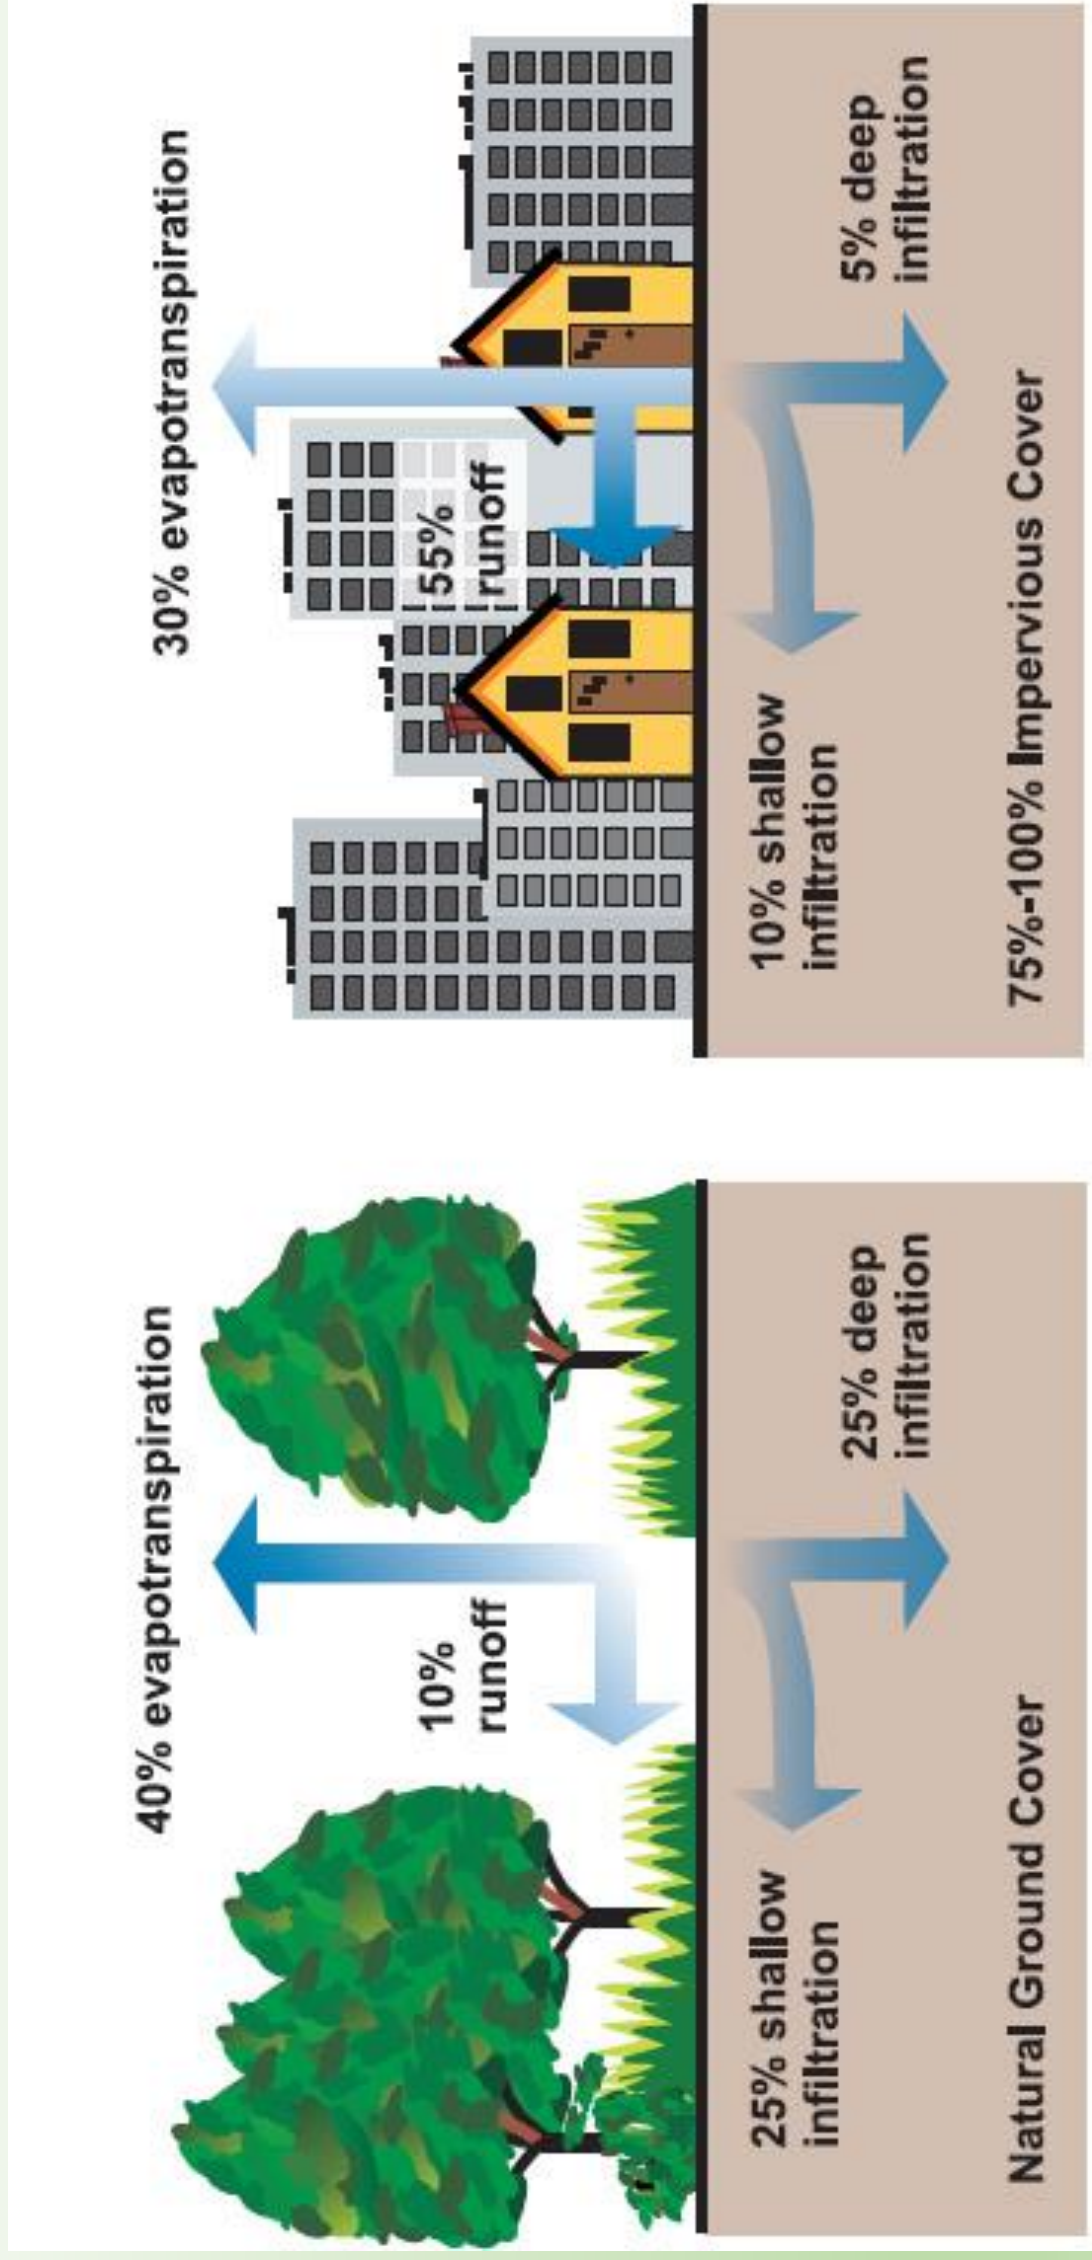 40% evapotranspiration
10%
runoff
25% shallow
infiltration
25% deep
infiltration
Natural Ground Cover
30% evapotranspiration
55%
runoff
10% shallow
infiltration
5% deep
infiltration
75%-100% Impervious Cover